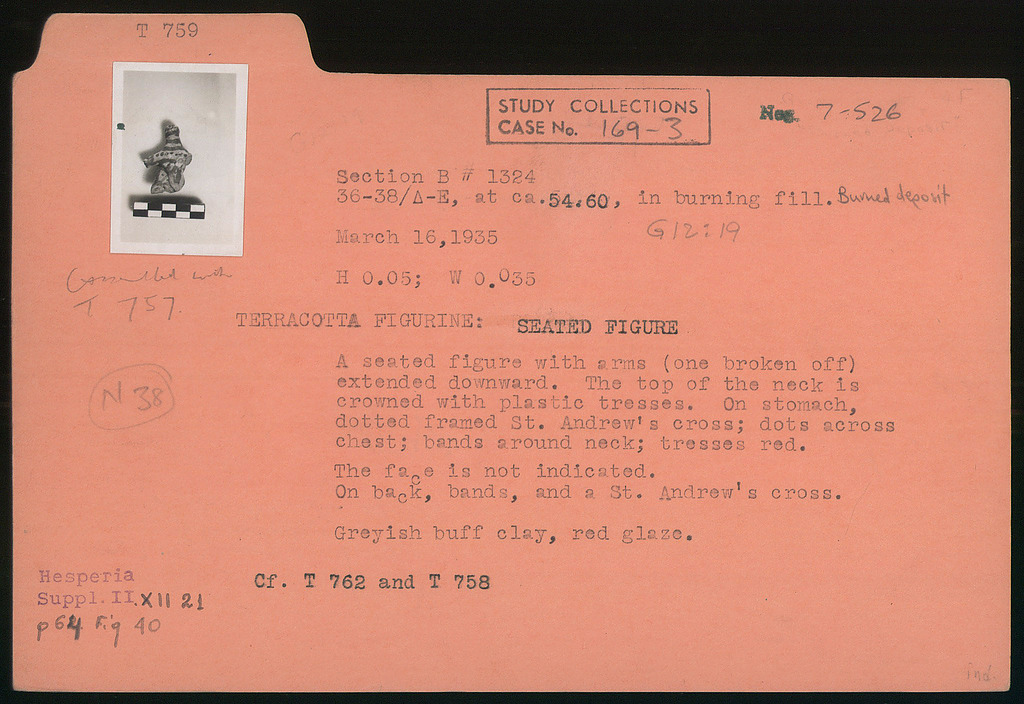 T 759
STUDY COLLECTIONS
CASE No. 169-3
Neg. 7-526
Section B # 1324
36-38/Δ-E, at ca.54.60, in burning fill. Burned deposit
March 16,1935
G12:19
H 0.05; W 0.035
with
T 757.
TERRACOTTA FIGURINE: SEATED FIGURE
A seated figure with arms (one broken off)
extended downward. The top of the neck is
crowned with plastic tresses. On stomach,
dotted framed St. Andrew's cross; dots across
chest; bands around neck; tresses red.
N 38
The face is not indicated.
On back, bands, and a St. Andrew's cross.
Greyish buff clay, red glaze.
Cf. T 762 and T 758
Hesperia
Suppl. II. XII 21
p 64 Fig 40